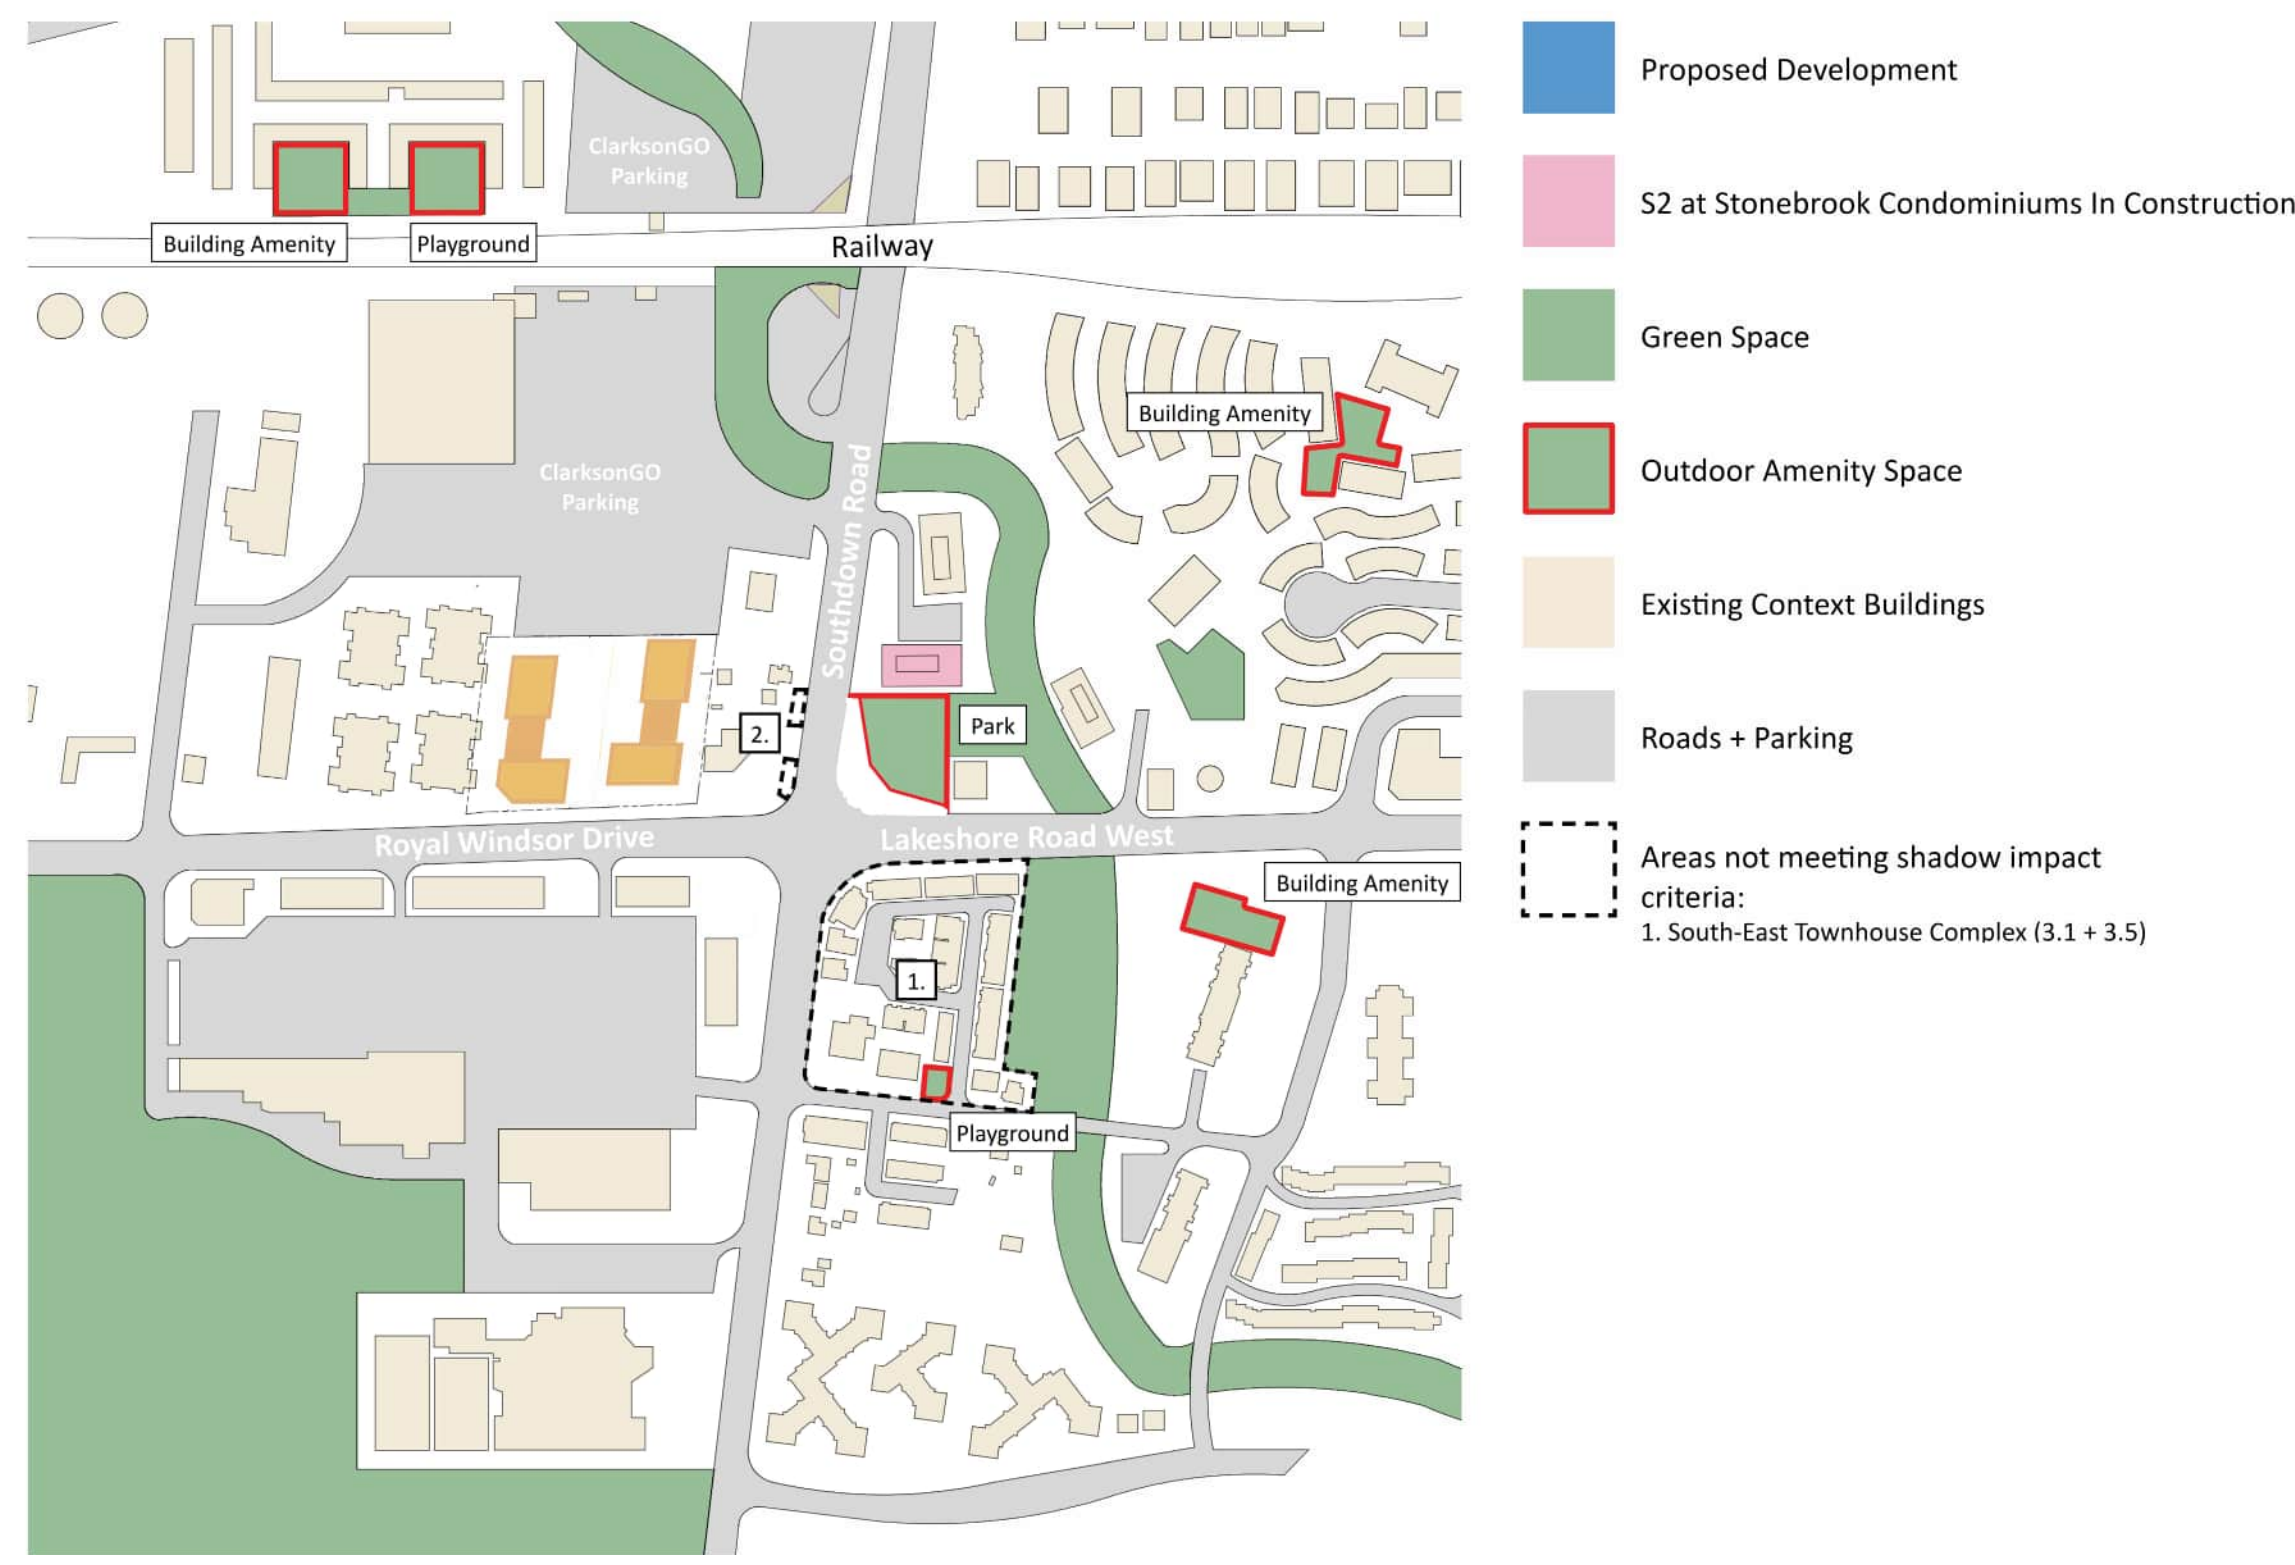 ClarksonGO
Parking
Building Amenity
Playground
Railway
Building Amenity
ClarksonGO
Parking
Southdown Road
2.
Park
Royal Windsor Drive
Lakeshore Road West
Building Amenity
1.
Playground
Proposed Development
S2 at Stonebrook Condominiums In Construction
Green Space
Outdoor Amenity Space
Existing Context Buildings
Roads + Parking
Areas not meeting shadow impact
criteria:
1. South-East Townhouse Complex (3.1 + 3.5)